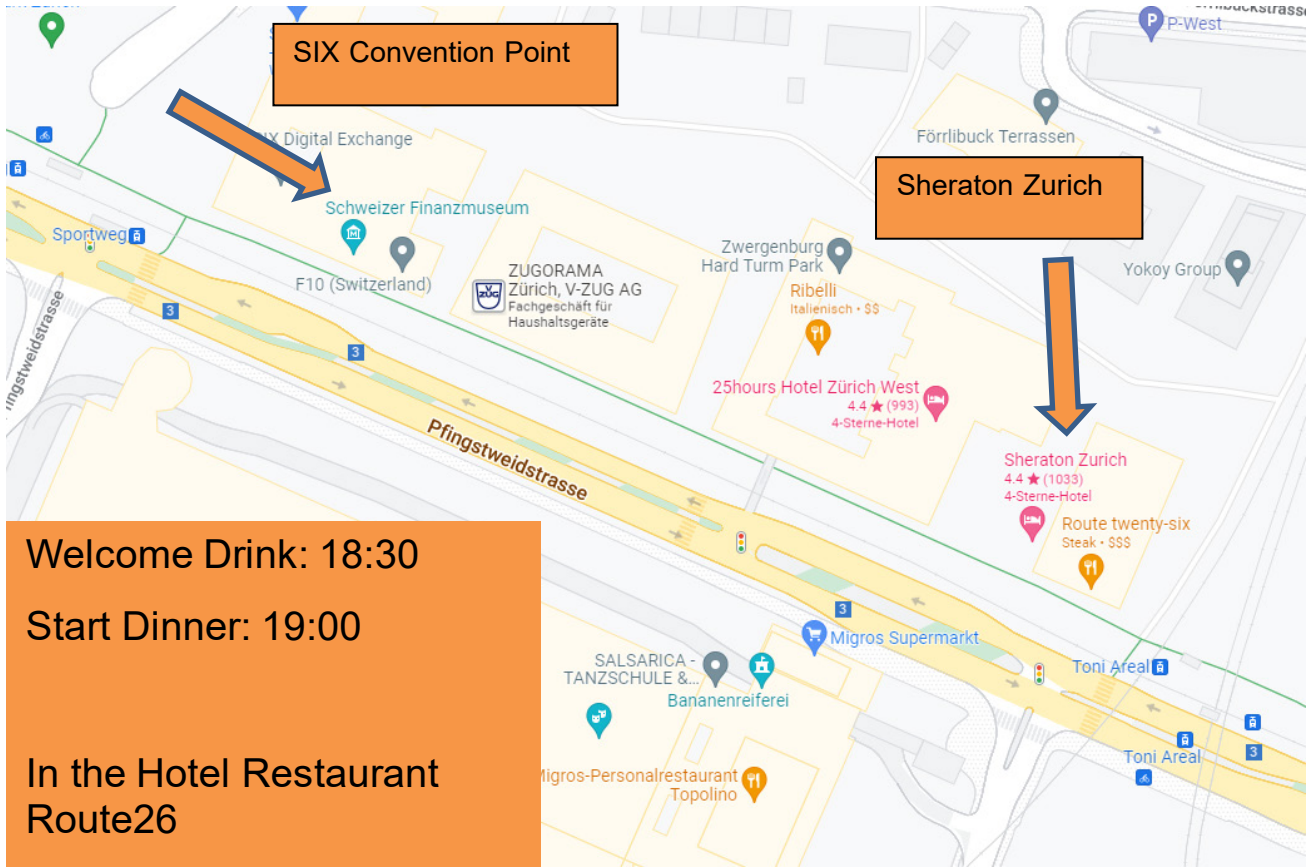 SIX Convention Point
P-West
SIX Digital Exchange
Förrlibuck Terrassen
Sheraton Zurich
Schweizer Finanzmuseum
Sportweg
F10 (Switzerland)
ZUGORAMA
Zürich, V-ZUG AG
Fachgeschäft für
Haushaltsgeräte
V
ZUG
Zwergenburg
Hard Turm Park
Ribelli
Italienisch • $$
Yokoy Group
3
3
25hours Hotel Zürich West
4.4 ★ (993)
4-Sterne-Hotel
Pfingstweidstrasse
Sheraton Zurich
4.4 ★ (1033)
4-Sterne-Hotel
Route twenty-six
Steak • $$$
Welcome Drink: 18:30
Start Dinner: 19:00
In the Hotel Restaurant
Route26
3
Migros Supermarkt
SALSARICA -
TANZSCHULE &...
Bananenreiferei
Toni Areal
Toni Areal
3
Migros-Personalrestaurant
Topolino